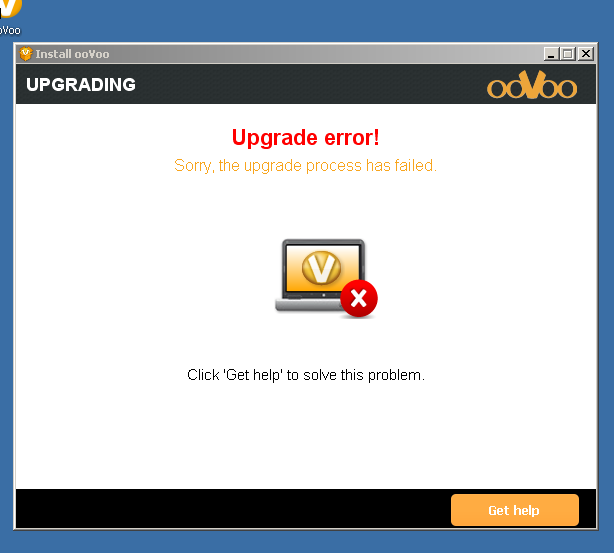 oVoo
Install ooVoo
UPGRADING
ooVoo
Upgrade error!
Sorry, the upgrade process has failed.
V
Click 'Get help' to solve this problem.
Get help